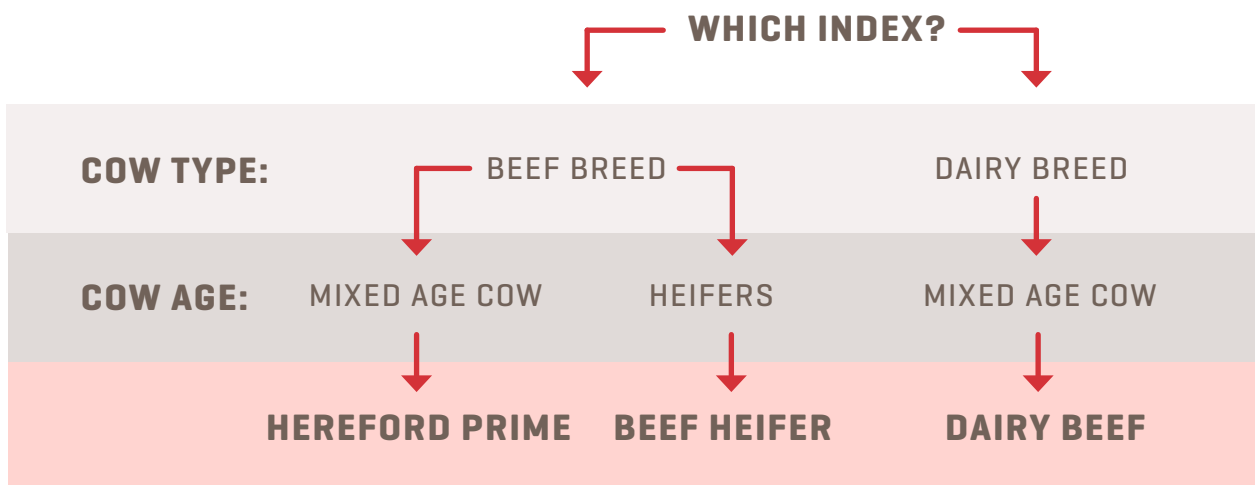 WHICH INDEX?
COW TYPE: BEEF BREED DAIRY BREED
COW AGE: MIXED AGE COW HEIFERS MIXED AGE COW
HEREFORD PRIME BEEF HEIFER DAIRY BEEF